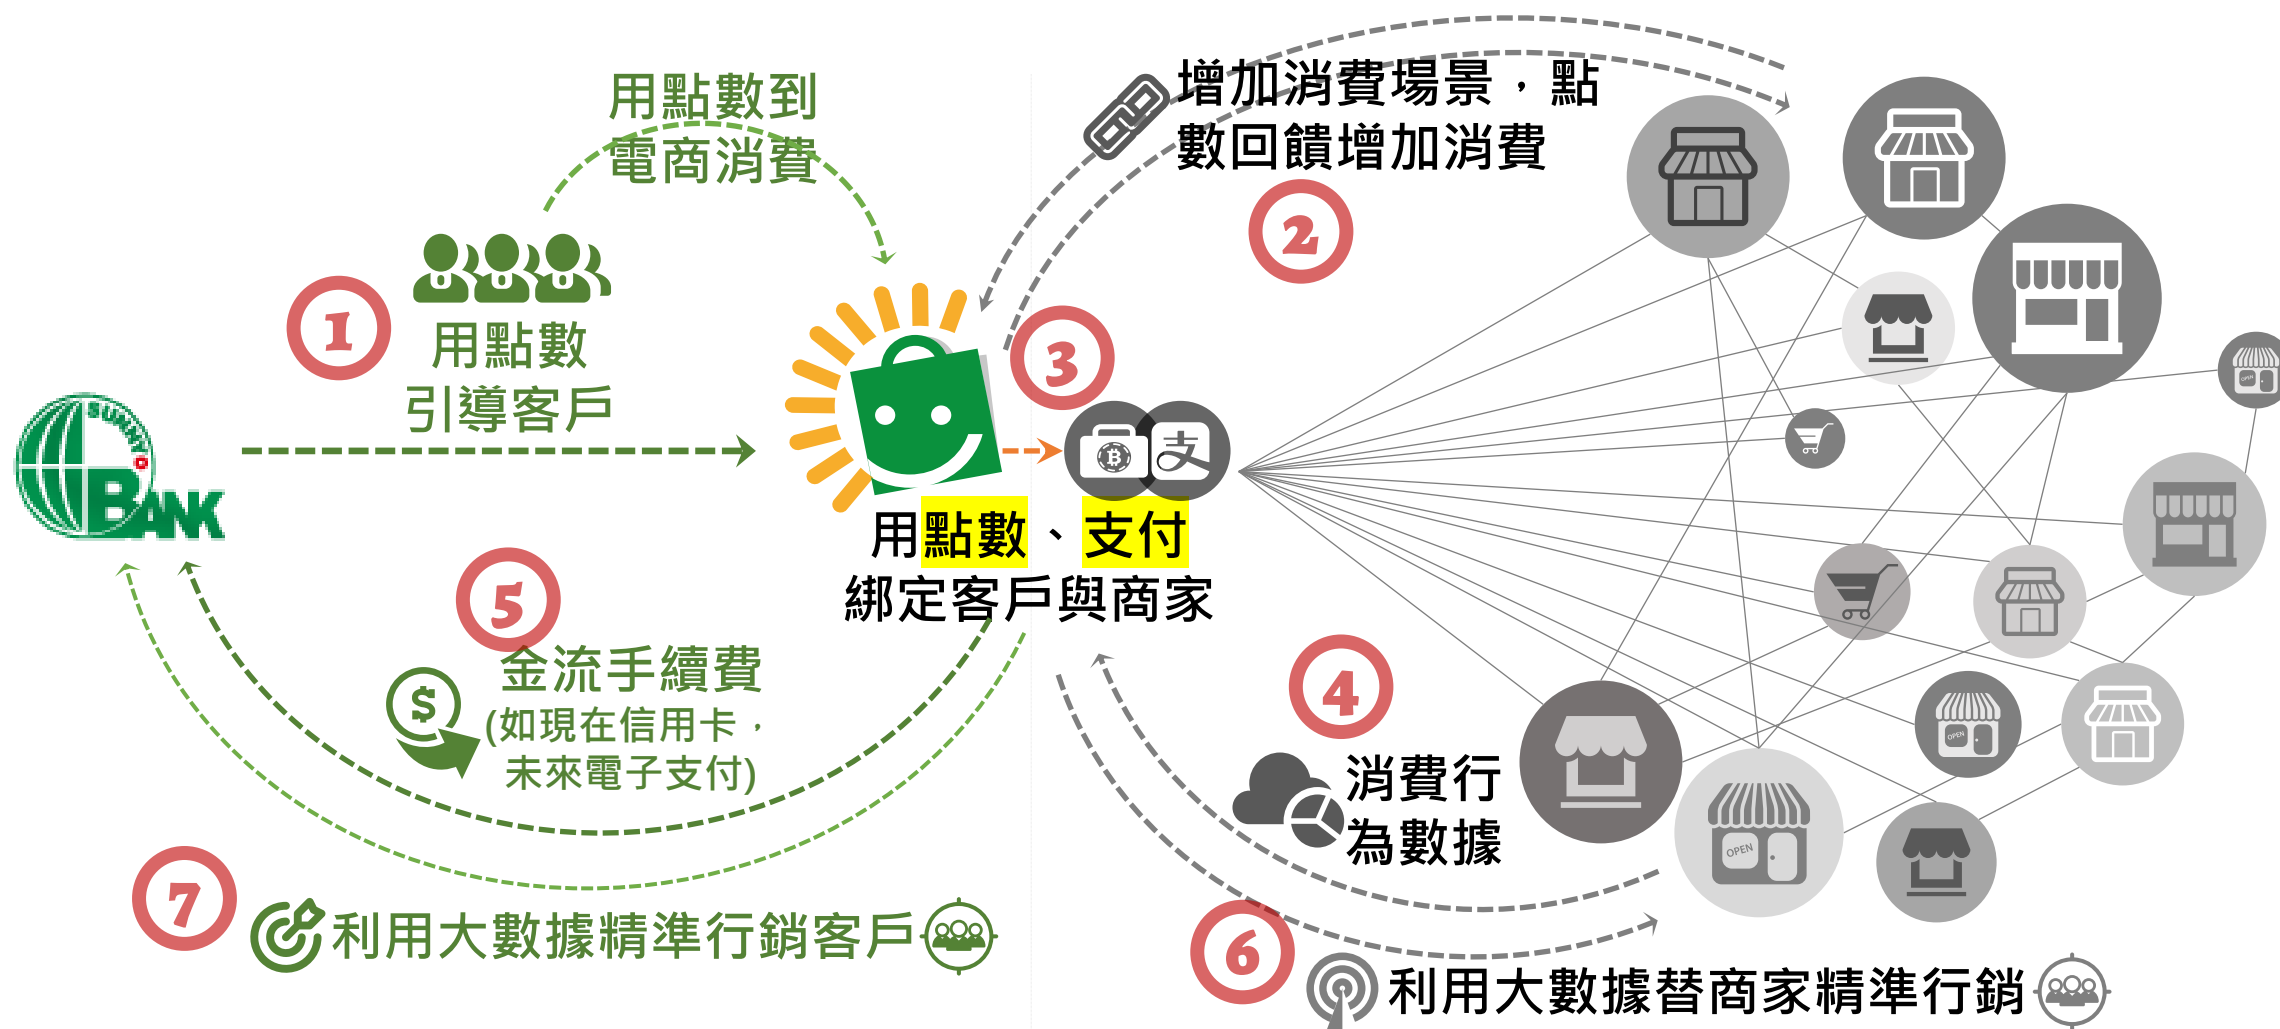 用點數到
電商消費
1
用點數
引導客戶
SUNNY
BANK
增加消費場景，點
數回饋增加消費
2
3
支
用點數、支付
綁定客戶與商家
5
金流手續費
$
(如現在信用卡，
未來電子支付)
4
消費行
為數據
OPEN
OPEN
OPEN
7
利用大數據精準行銷客戶
6
利用大數據替商家精準行銷